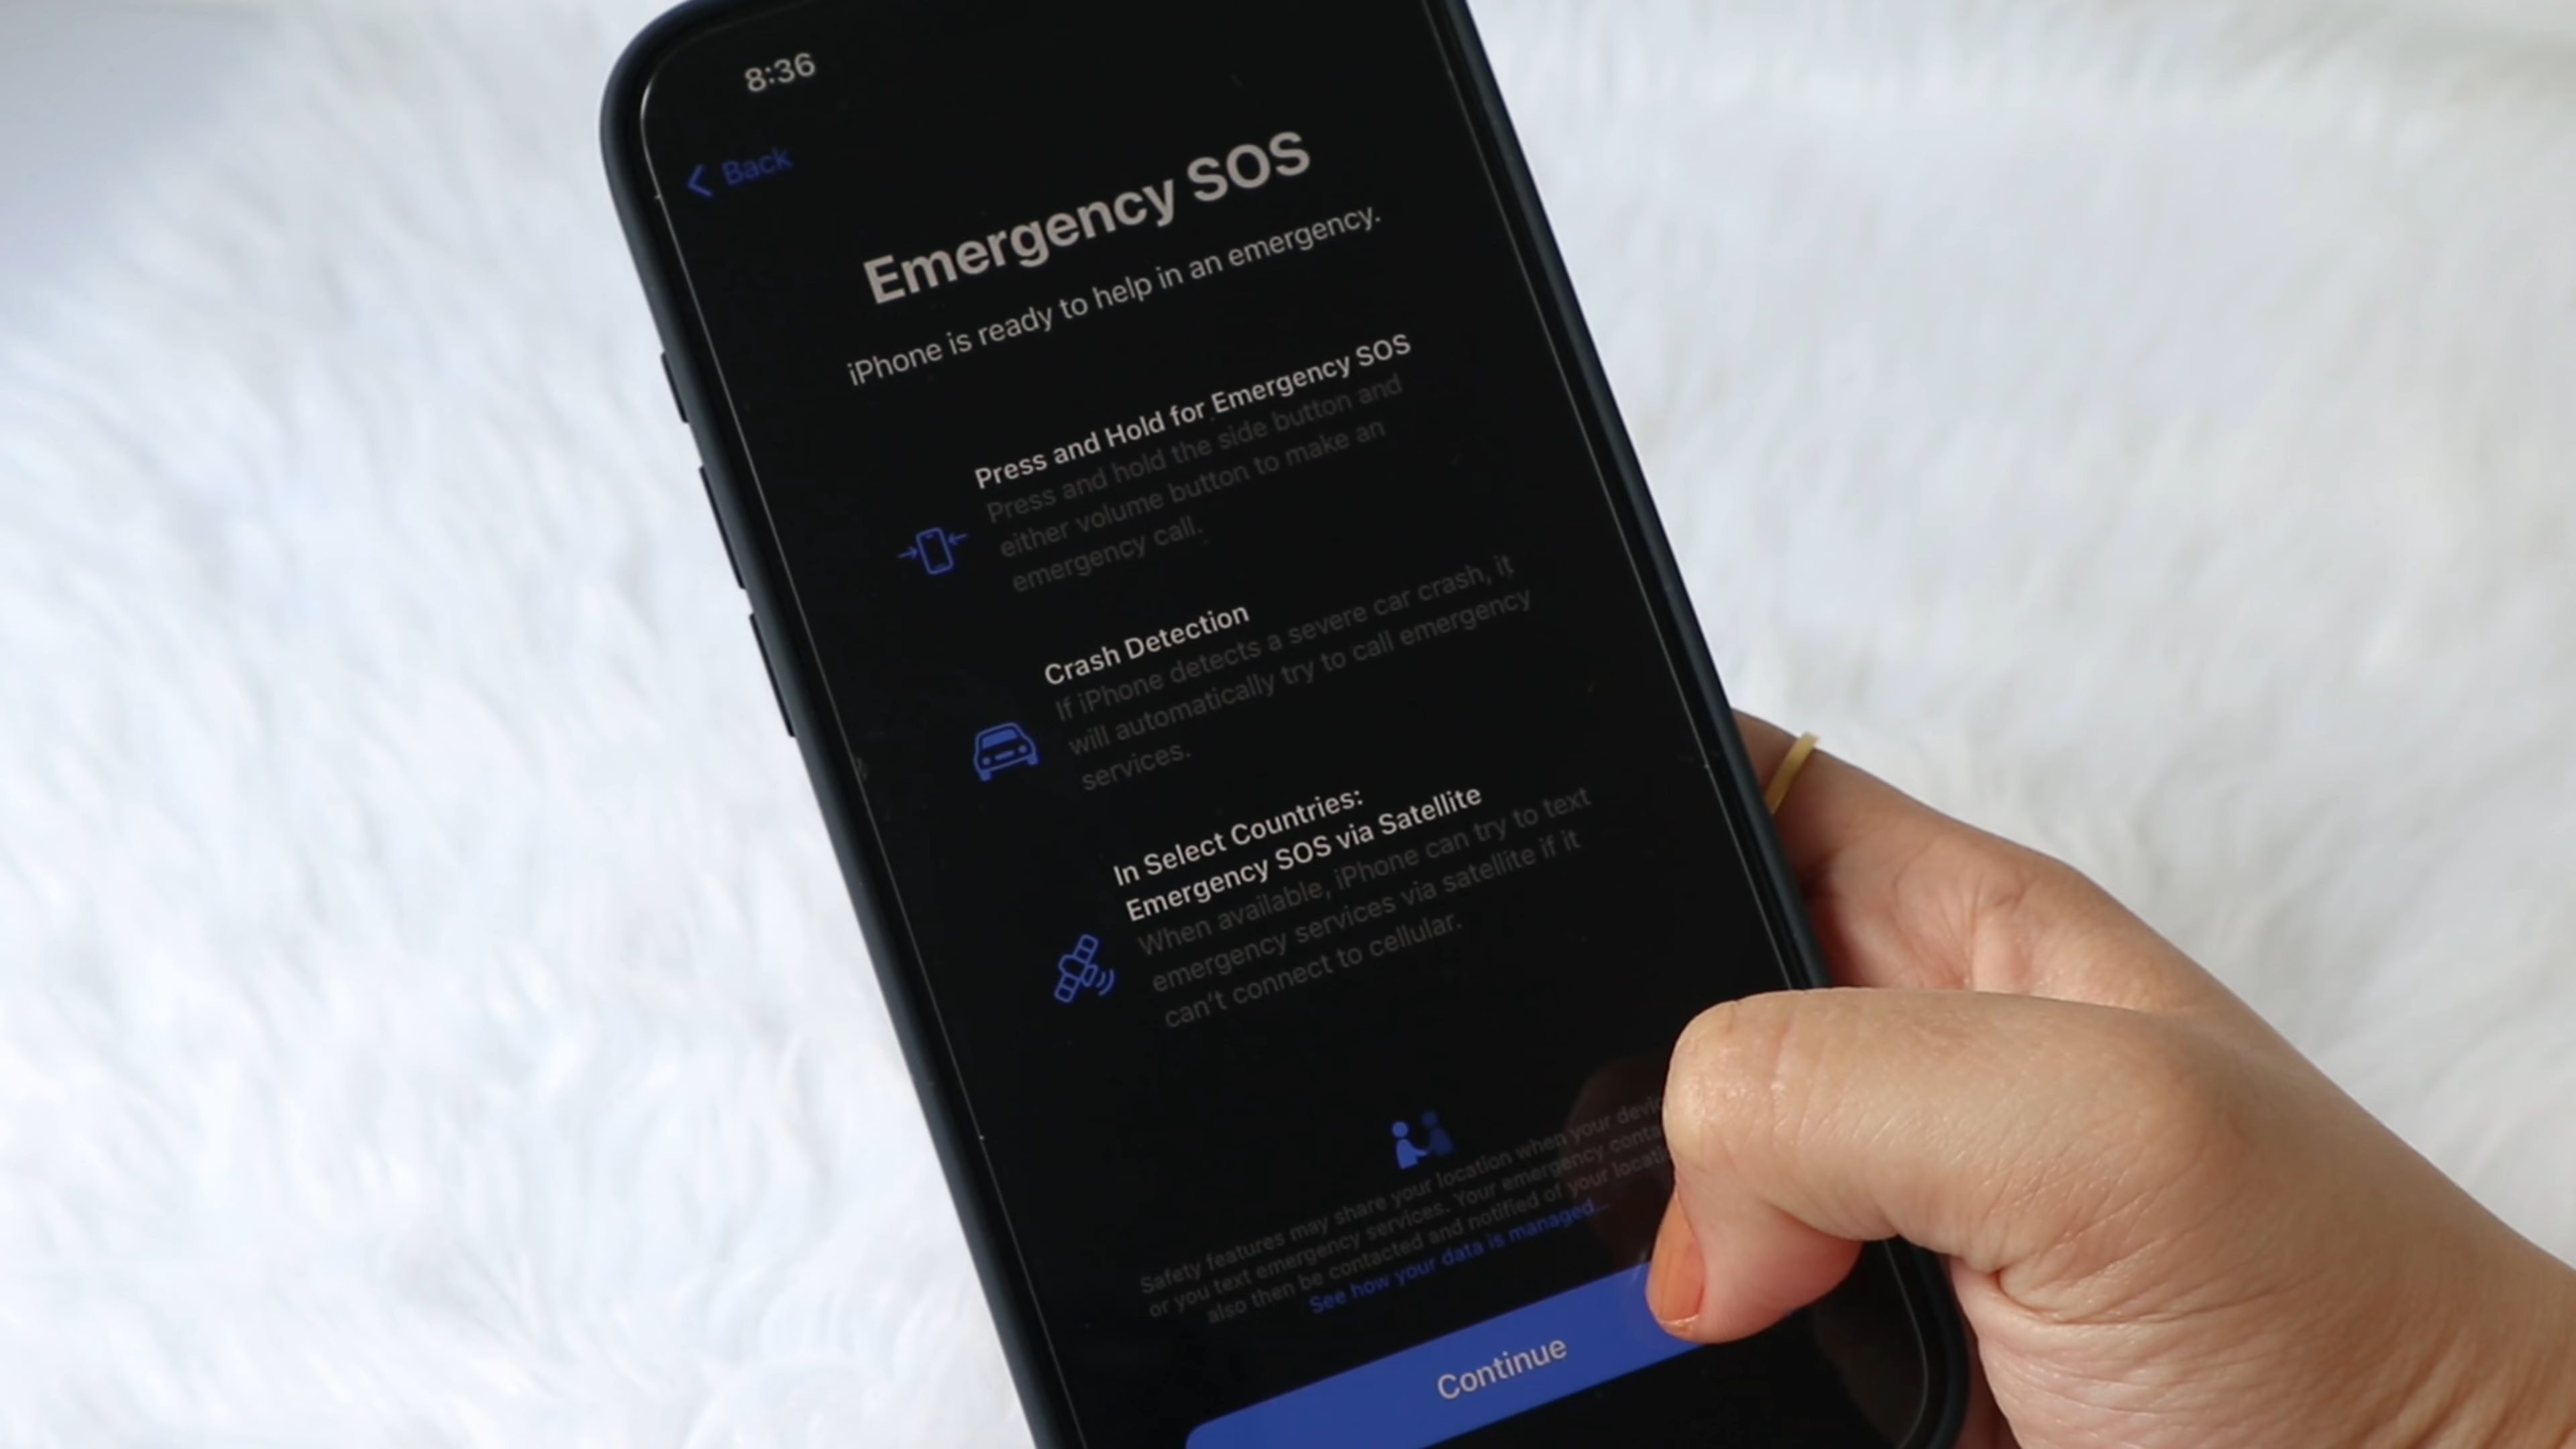 8:36
Back
Emergency SOS
iPhone is ready to help in an emergency.
Press and Hold for Emergency SOS
Press and hold the side button and
either volume button to make an
emergency call.
Crash Detection
If iPhone detects a severe car crash, it
will automatically try to call emergency
services.
In Select Countries:
Emergency SOS via Satellite
When available, iPhone can try to text
emergency services via satellite if it
can't connect to cellular.
Safety features may share your location when your
or you text emergency services. Your emergency
also then be contacted and notified of your
See how your data is managed...
Continue